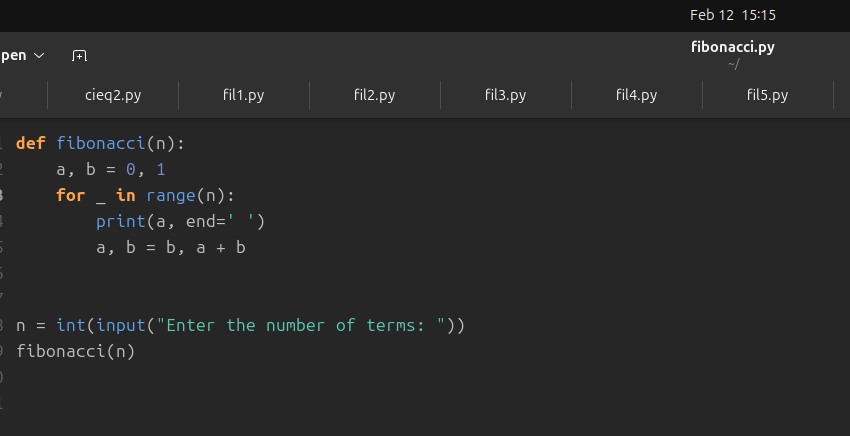 Feb 12 15:15
pen
fibonacci.py
~/
cieq2.py fil1.py fil2.py fil3.py fil4.py fil5.py
def fibonacci(n):
    a, b = 0, 1
3    for _ in range(n):
        print(a, end=' ')
        a, b = b, a + b
n = int(input("Enter the number of terms: "))
fibonacci(n)